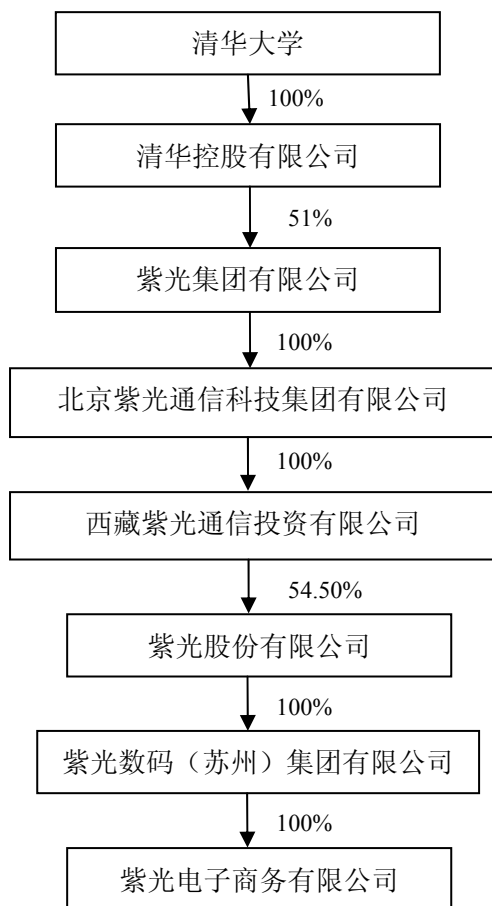 清华大学
100%
清华控股有限公司
51%
紫光集团有限公司
100%
北京紫光通信科技集团有限公司
100%
西藏紫光通信投资有限公司
54.50%
紫光股份有限公司
100%
紫光数码（苏州）集团有限公司
100%
紫光电子商务有限公司